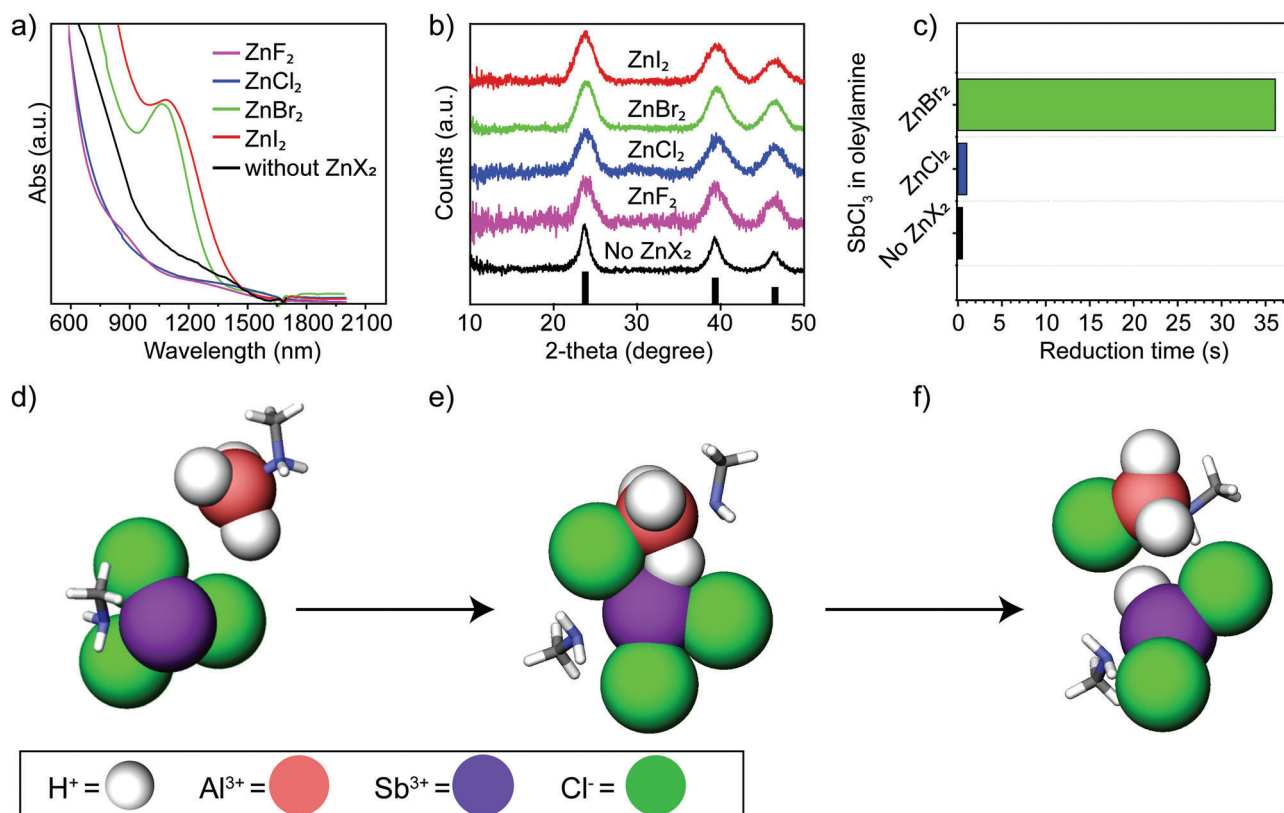 a)
ZnF₂
ZnCl₂
ZnBr₂
ZnI₂
without ZnX₂
Abs (a.u.)
600 900 1200 1500 1800 2100
Wavelength (nm)
b)
ZnI₂
ZnBr₂
ZnCl₂
ZnF₂
No ZnX₂
Counts (a.u.)
10 20 30 40 50
2-theta (degree)
c)
ZnBr₂
ZnCl₂
No ZnX₂
SbCl₃ in oleylamine
0 5 10 15 20 25 30 35
Reduction time (s)
d)
e)
f)
H⁺ = Al³⁺ = Sb³⁺ = Cl⁻ =